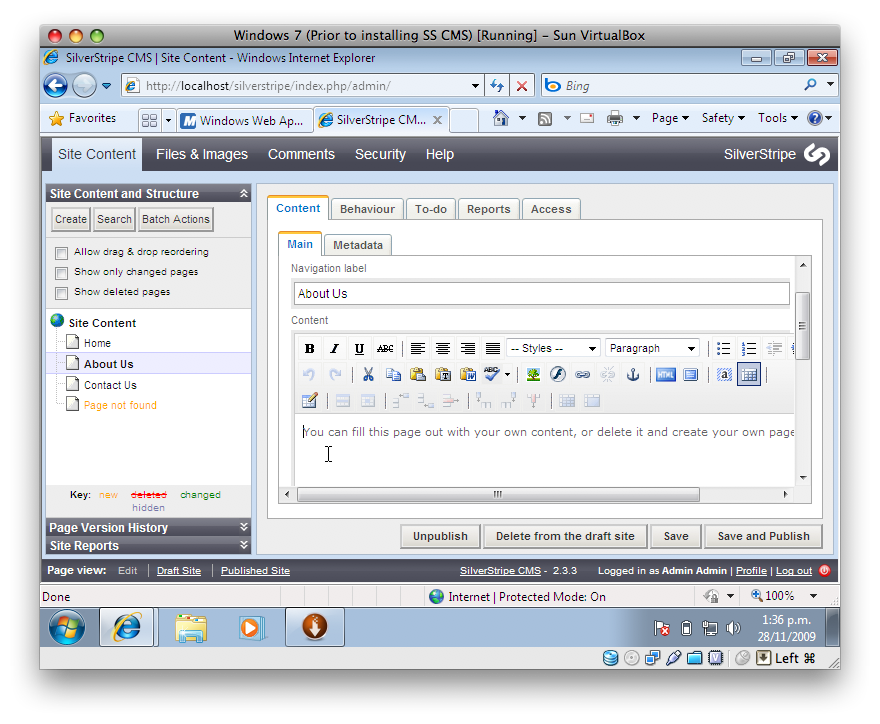 Windows 7 (Prior to installing SS CMS) [Running] – Sun VirtualBox
SilverStripe CMS | Site Content - Windows Internet Explorer
http://localhost/silverstripe/index.php/admin/ Bing
Favorites Windows Web Ap... SilverStripe CM... Page Safety Tools
Site Content Files & Images Comments Security Help SilverStripe
Site Content and Structure
Create Search Batch Actions
Allow drag & drop reordering
Show only changed pages
Show deleted pages
Site Content
Home
About Us
Contact Us
Page not found
Key: new deleted changed
hidden
Page Version History
Site Reports
Content Behaviour To-do Reports Access
Main Metadata
Navigation label
About Us
Content
B I U ABC -- Styles -- Paragraph
ABC HTML a
You can fill this page out with your own content, or delete it and create your own page
Unpublish Delete from the draft site Save Save and Publish
Page view: Edit Draft Site Published Site SilverStripe CMS - 2.3.3 Logged in as Admin Admin | Profile | Log out
Done Internet | Protected Mode: On 100%
1:36 p.m.
28/11/2009
Left ⌘